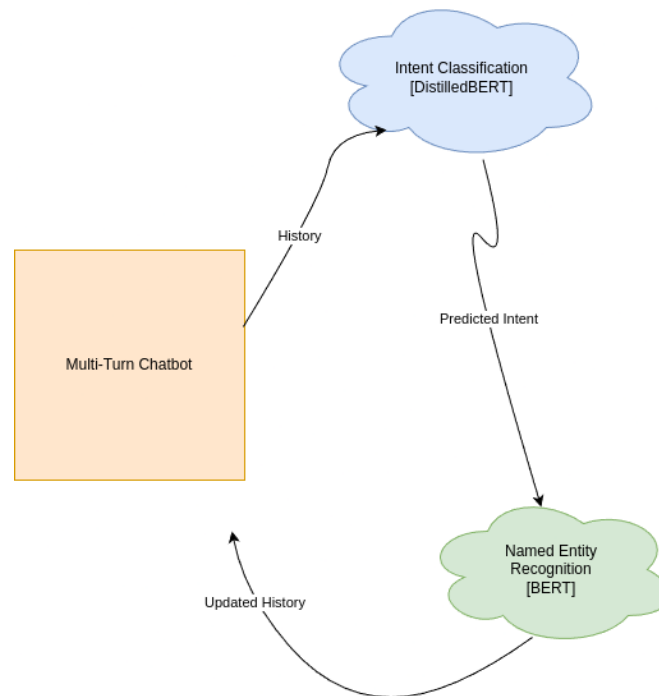 Intent Classification
[DistilledBERT]
History
Predicted Intent
Multi-Turn Chatbot
Named Entity
Recognition
[BERT]
Updated History